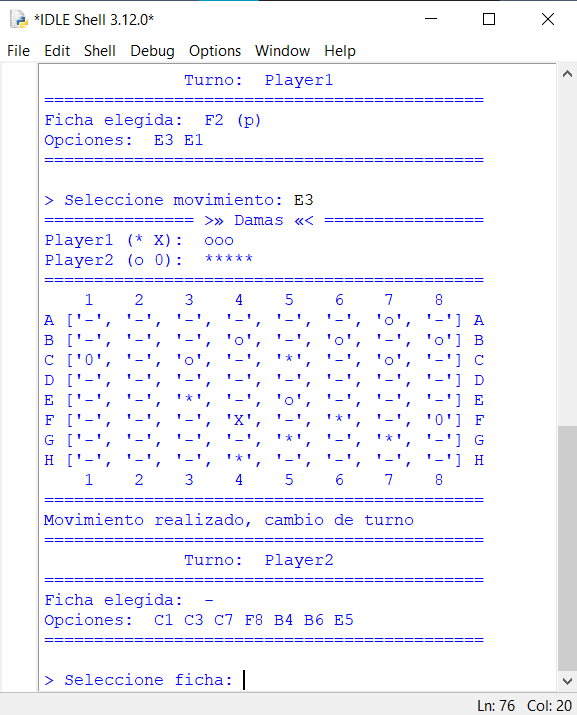 *IDLE Shell 3.12.0*
File Edit Shell Debug Options Window Help
Turno:  Player1
============================================
Ficha elegida:  F2 (p)
Opciones:  E3 E1
============================================
> Seleccione movimiento: E3
=============== >» Damas «< ================
Player1 (* X):  ooo
Player2 (o 0):  *****
============================================
    1    2    3    4    5    6    7    8
A ['-', '-', '-', '-', '-', '-', 'o', '-'] A
B ['-', '-', '-', 'o', '-', 'o', '-', 'o'] B
C ['0', '-', 'o', '-', '*', '-', 'o', '-'] C
D ['-', '-', '-', '-', '-', '-', '-', '-'] D
E ['-', '-', '*', '-', 'o', '-', '-', '-'] E
F ['-', '-', '-', 'X', '-', '*', '-', '0'] F
G ['-', '-', '-', '-', '*', '-', '*', '-'] G
H ['-', '-', '-', '*', '-', '-', '-', '-'] H
    1    2    3    4    5    6    7    8
============================================
Movimiento realizado, cambio de turno
============================================
Turno:  Player2
============================================
Ficha elegida:  -
Opciones:  C1 C3 C7 F8 B4 B6 E5
============================================
> Seleccione ficha:
Ln: 76 Col: 20